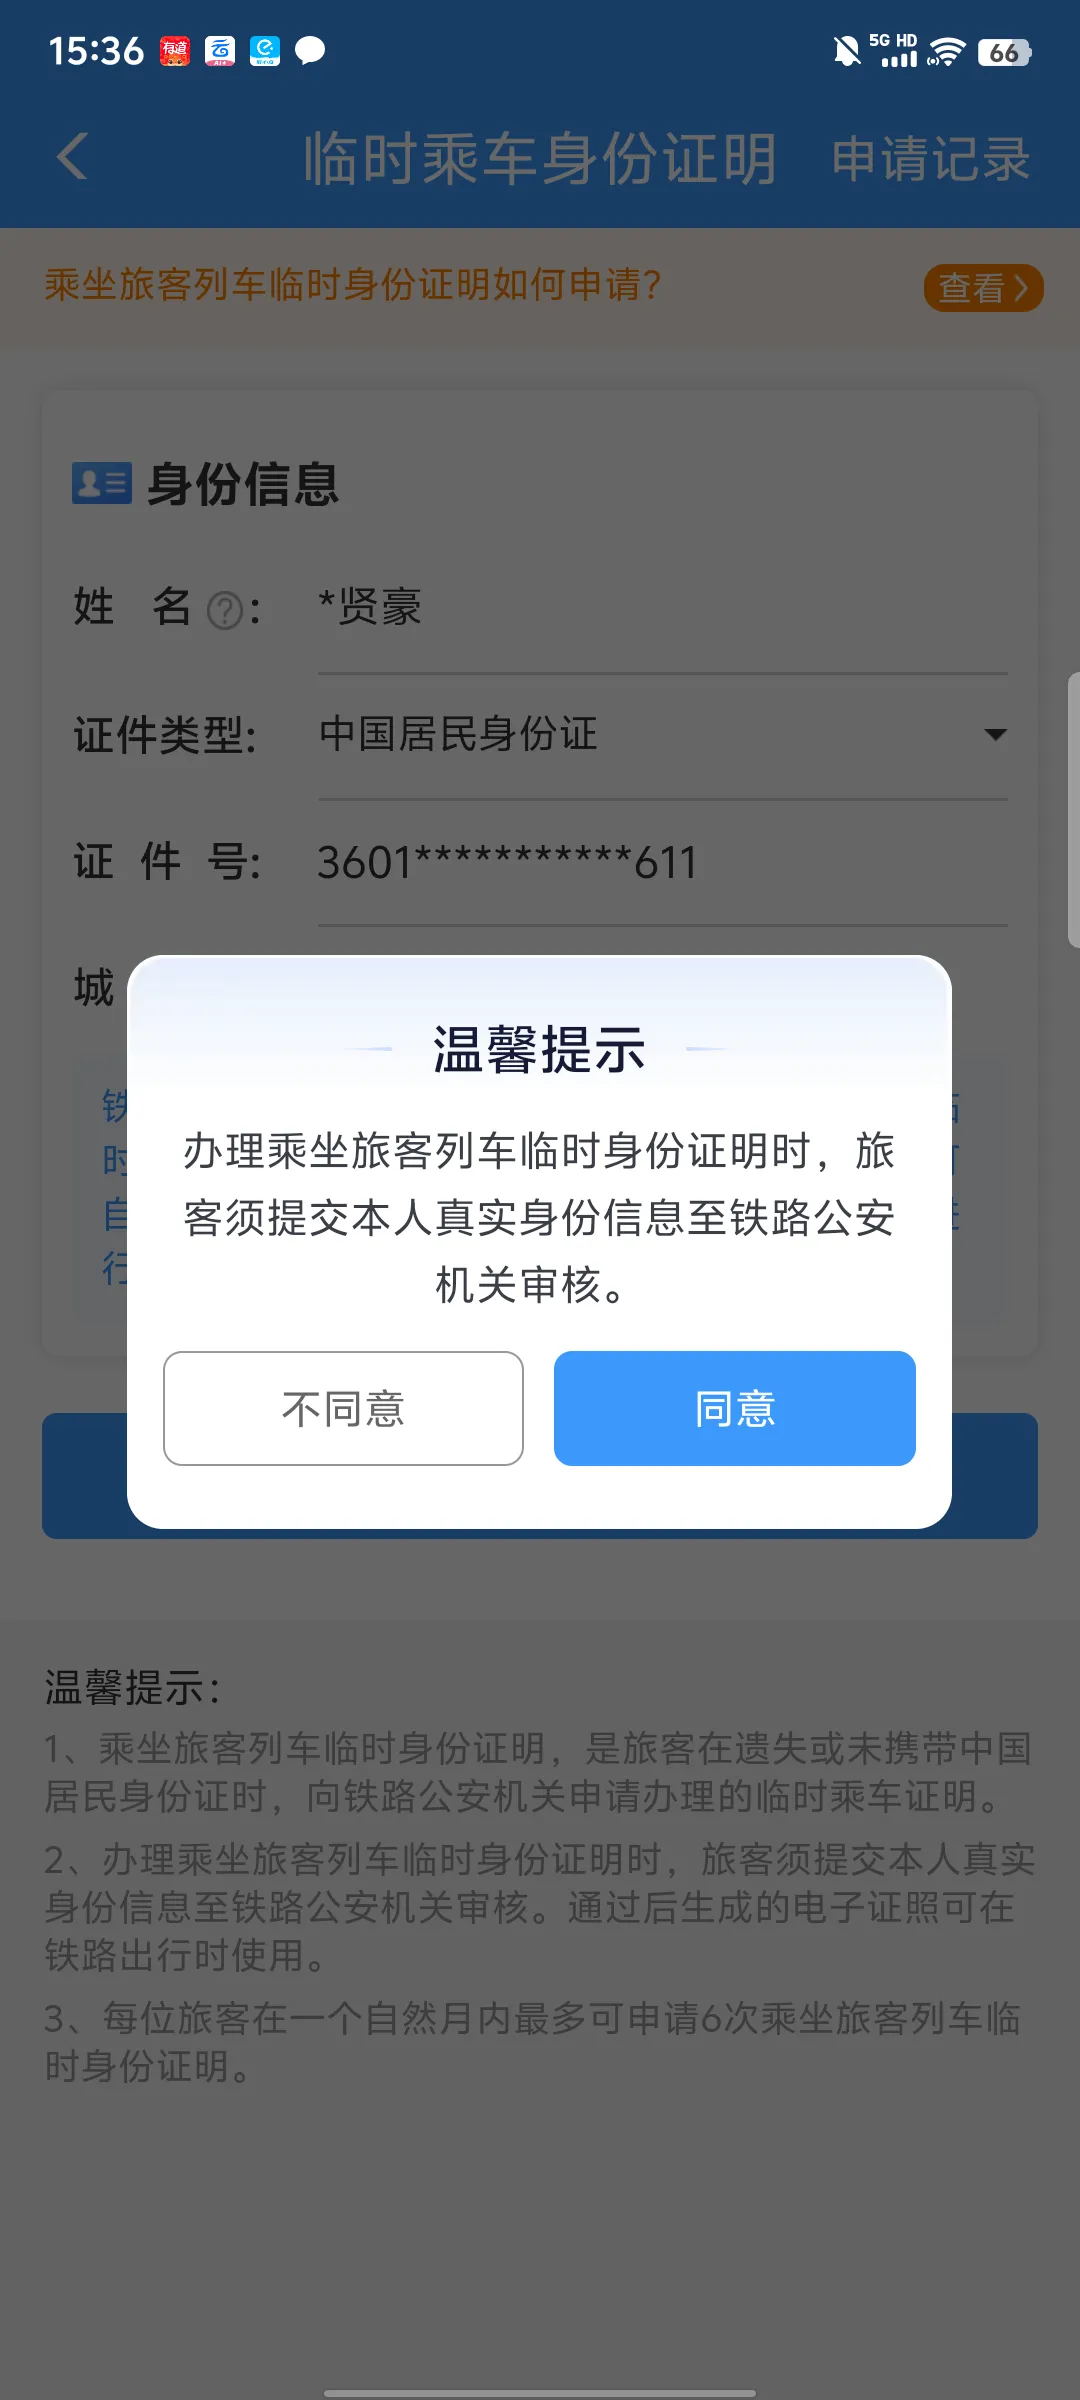 15:36
有道
云
5G HD
66
临时乘车身份证明
申请记录
乘坐旅客列车临时身份证明如何申请?
查看
身份信息
姓 名?: *贤豪
证件类型: 中国居民身份证
证 件 号: 3601***********611
城
铁
时
自
行
温馨提示
办理乘坐旅客列车临时身份证明时，旅
客须提交本人真实身份信息至铁路公安
机关审核。
不同意
同意
温馨提示：
1、乘坐旅客列车临时身份证明，是旅客在遗失或未携带中国
居民身份证时，向铁路公安机关申请办理的临时乘车证明。
2、办理乘坐旅客列车临时身份证明时，旅客须提交本人真实
身份信息至铁路公安机关审核。通过后生成的电子证照可在
铁路出行时使用。
3、每位旅客在一个自然月内最多可申请6次乘坐旅客列车临
时身份证明。